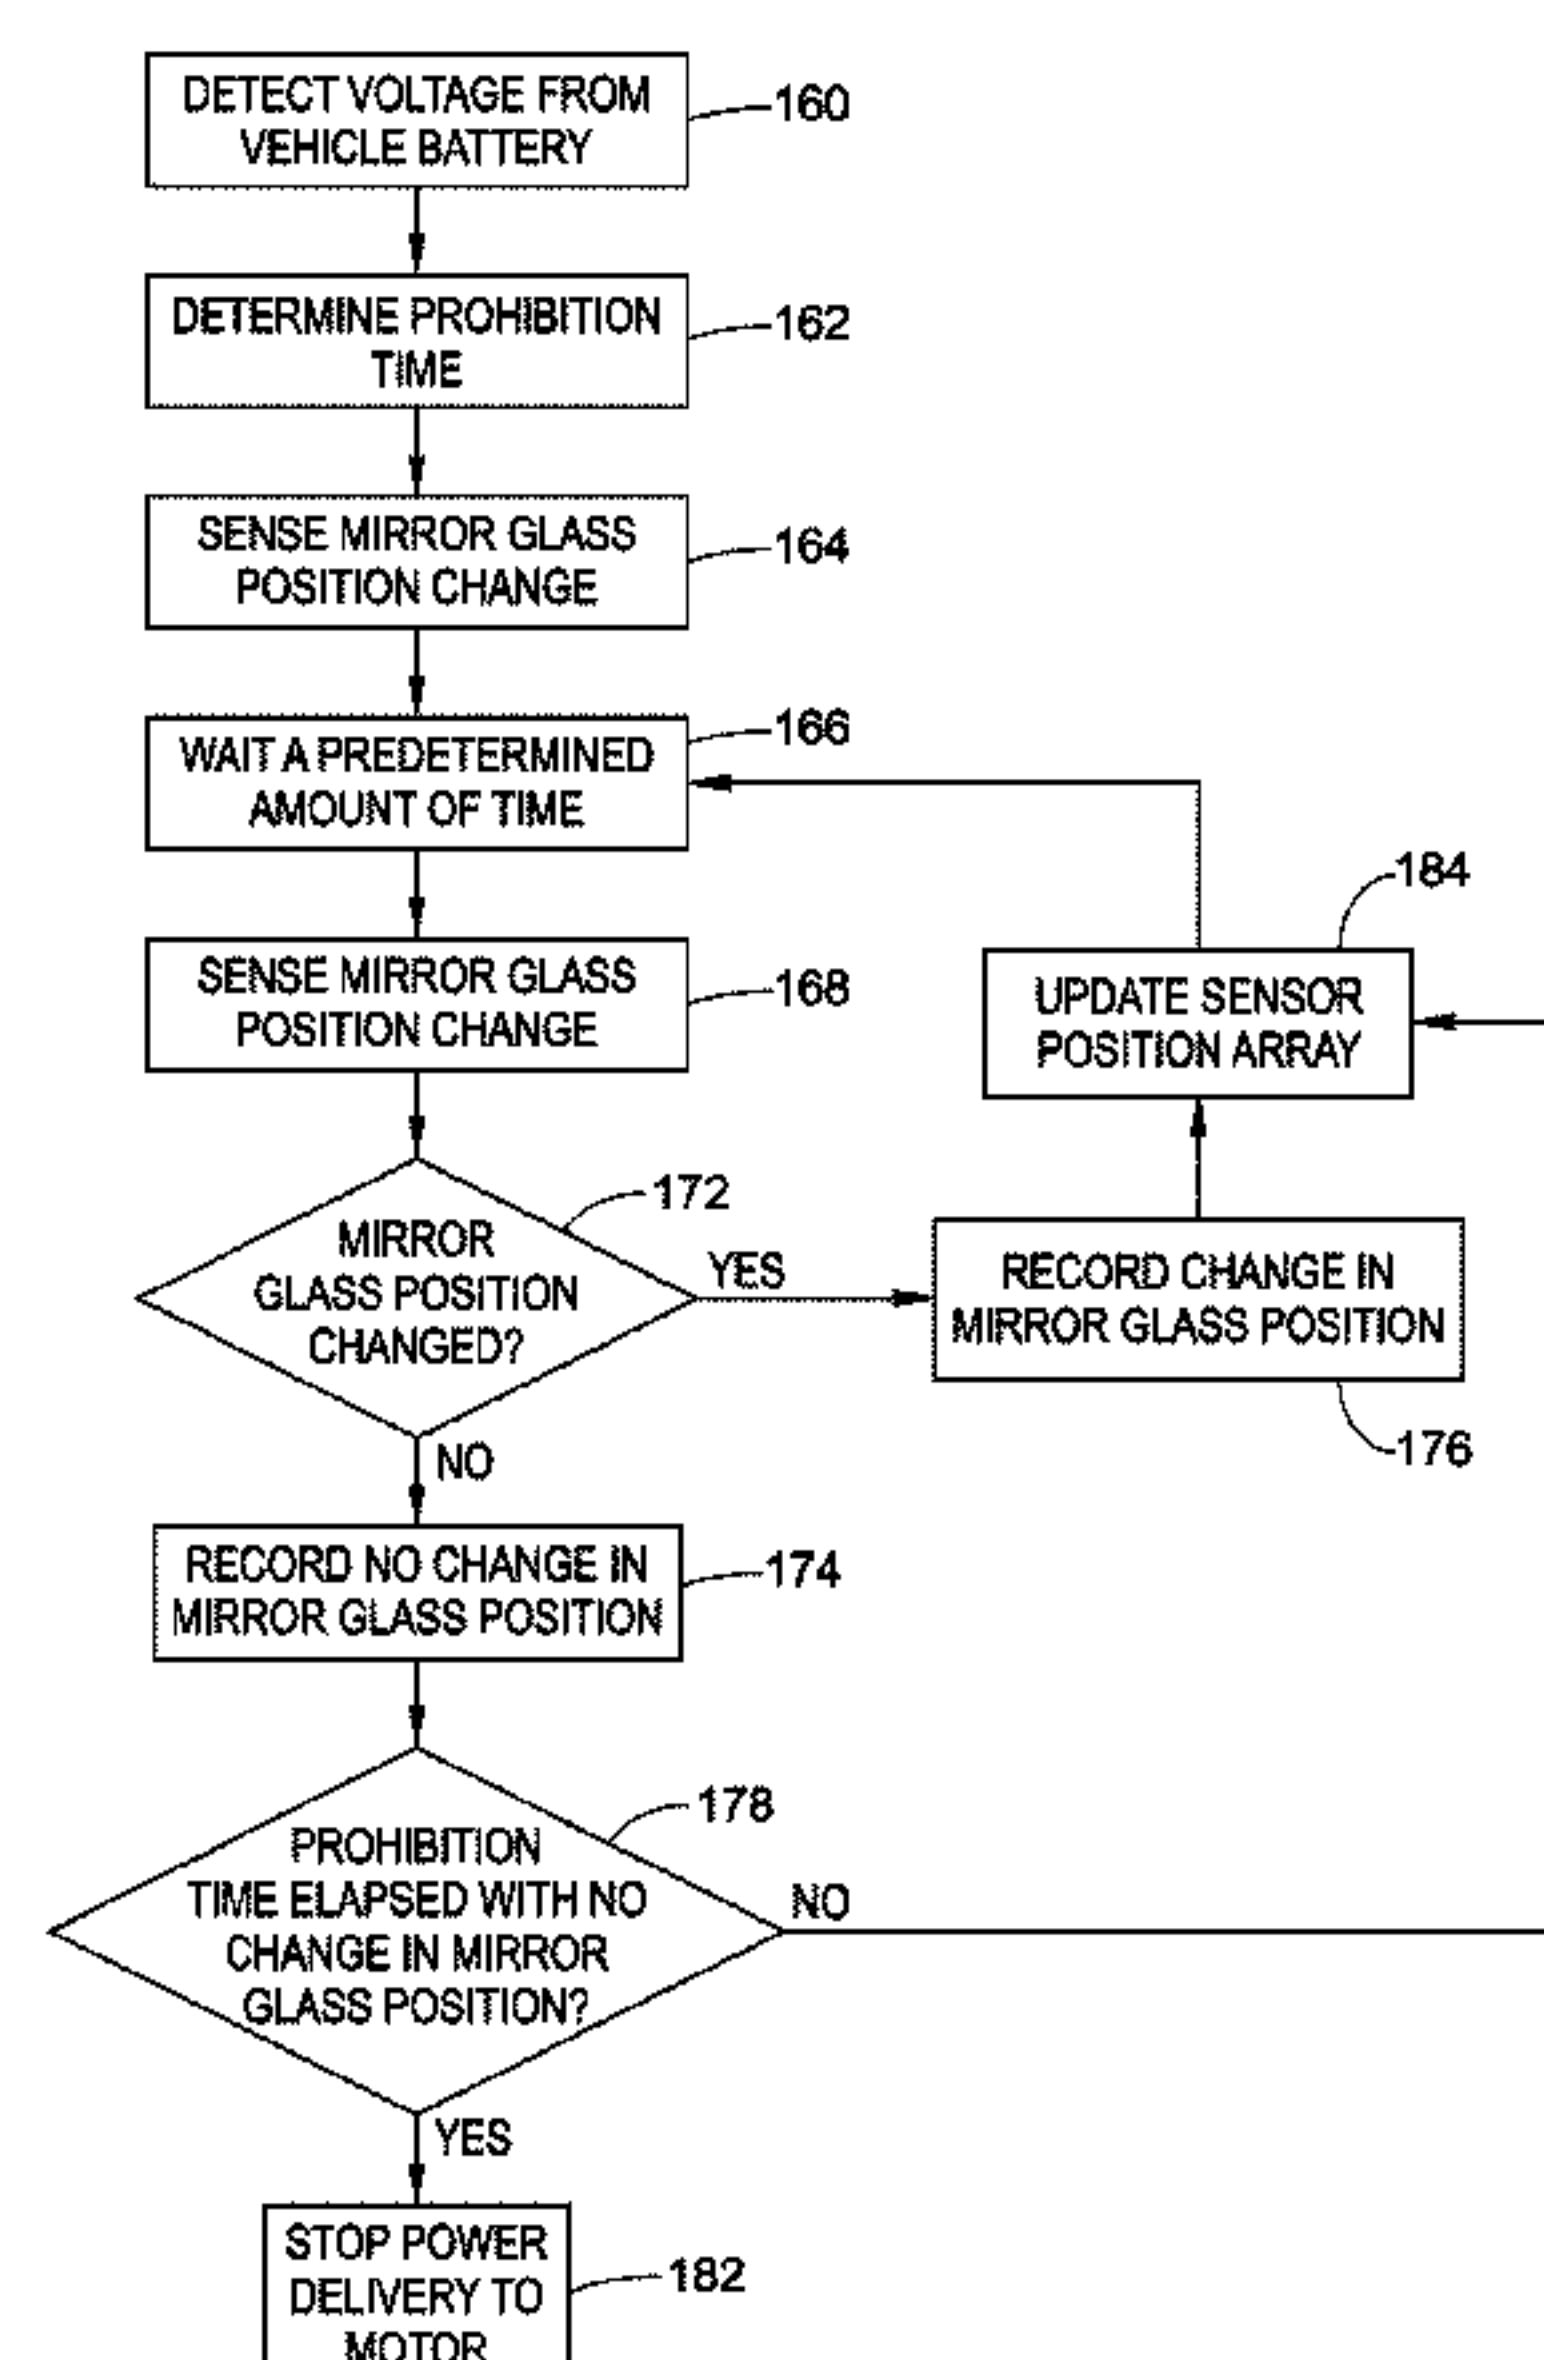 DETECT VOLTAGE FROM
VEHICLE BATTERY
160
DETERMINE PROHIBITION
TIME
162
SENSE MIRROR GLASS
POSITION CHANGE
164
WAIT A PREDETERMINED
AMOUNT OF TIME
166
SENSE MIRROR GLASS
POSITION CHANGE
168
184
UPDATE SENSOR
POSITION ARRAY
172
MIRROR
GLASS POSITION
CHANGED?
YES
RECORD CHANGE IN
MIRROR GLASS POSITION
176
NO
RECORD NO CHANGE IN
MIRROR GLASS POSITION
174
178
PROHIBITION
TIME ELAPSED WITH NO
CHANGE IN MIRROR
GLASS POSITION?
NO
YES
STOP POWER
DELIVERY TO
MOTOR
182